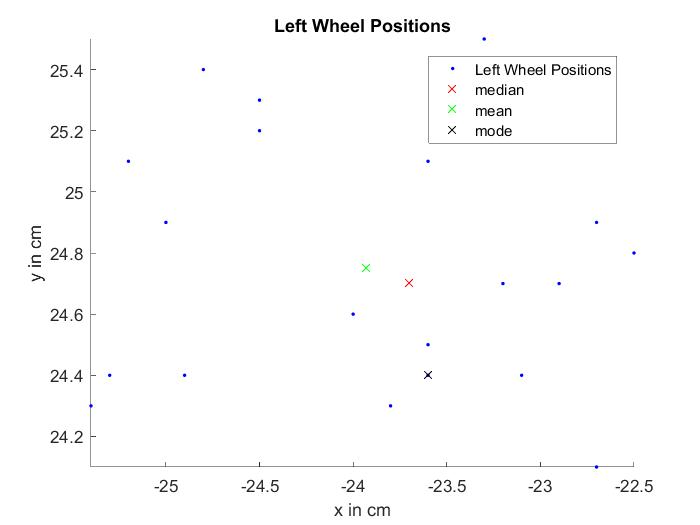 Left Wheel Positions
25.4
25.2
25
24.8
24.6
24.4
24.2
y in cm
Left Wheel Positions
median
mean
mode
-25
-24.5
-24
-23.5
-23
-22.5
x in cm